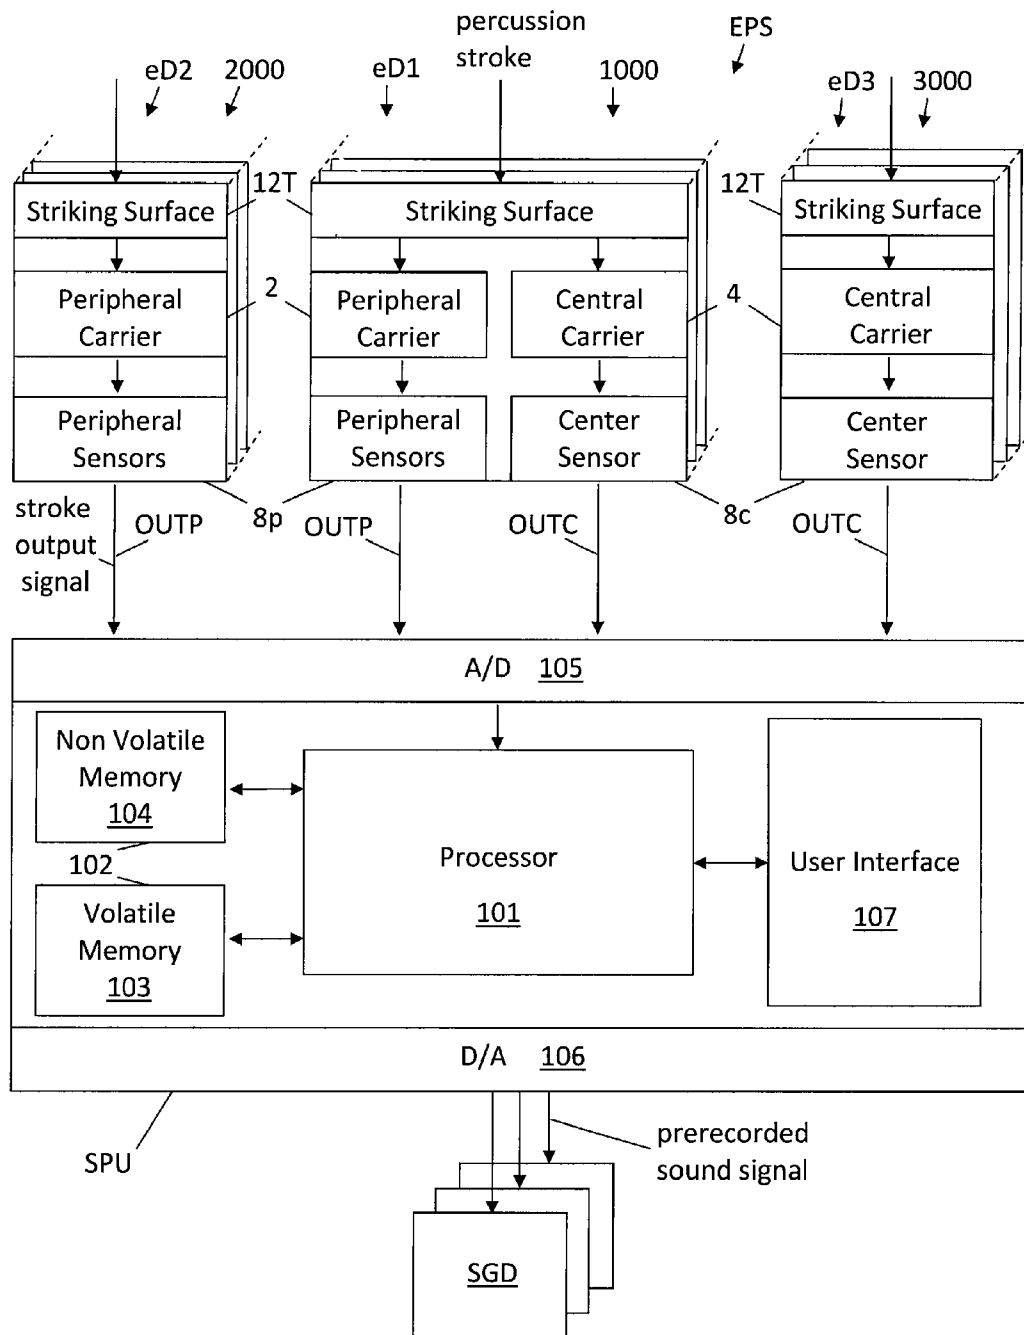 percussion
stroke
EPS
eD2
2000
eD1
1000
eD3
3000
12T
12T
Striking Surface
Striking Surface
Striking Surface
2
4
Peripheral
Carrier
Peripheral
Carrier
Central
Carrier
Central
Carrier
Peripheral
Sensors
Peripheral
Sensors
Center
Sensor
Center
Sensor
stroke
output
signal
OUTP
8p
OUTP
OUTC
8c
OUTC
A/D 105
Non Volatile
Memory
104
102
Volatile
Memory
103
Processor
101
User Interface
107
D/A 106
SPU
prerecorded
sound signal
SGD